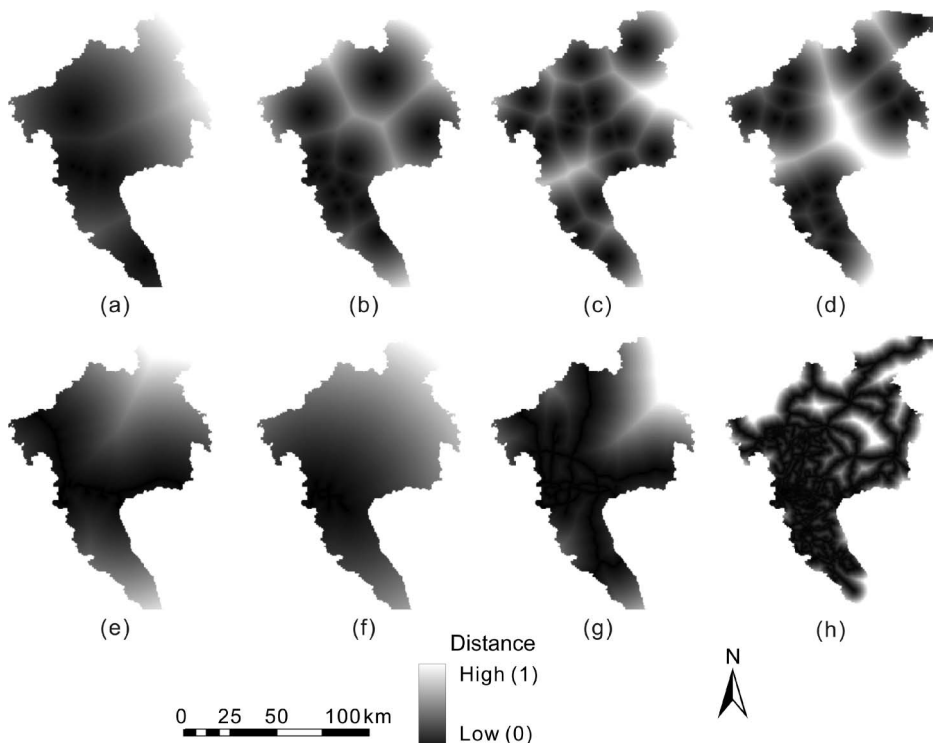 (a) (b) (c) (d)
(e) (f) (g) (h)
Distance
High (1)
Low (0)
N
0 25 50 100 km